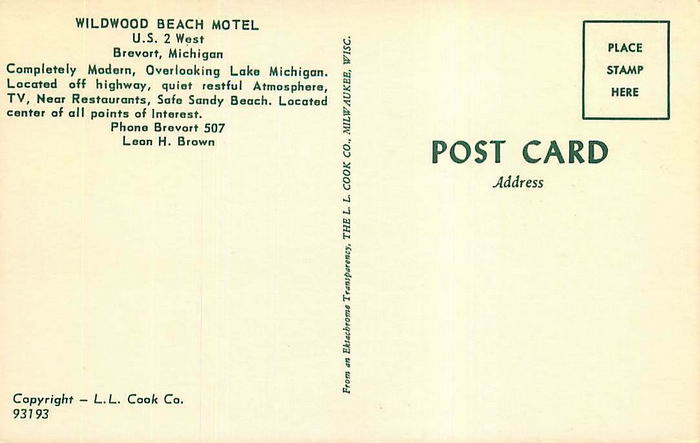 WILDWOOD BEACH MOTEL
U.S. 2 West
Brevort, Michigan
Completely Modern, Overlooking Lake Michigan.
Located off highway, quiet restful Atmosphere,
TV, Near Restaurants, Safe Sandy Beach. Located
center of all points of Interest.
Phone Brevort 507
Leon H. Brown
Copyright – L.L. Cook Co.
93193
From an Ektachrome Transparency, THE L. L. COOK CO., MILWAUKEE, WISC.
PLACE
STAMP
HERE
POST CARD
Address